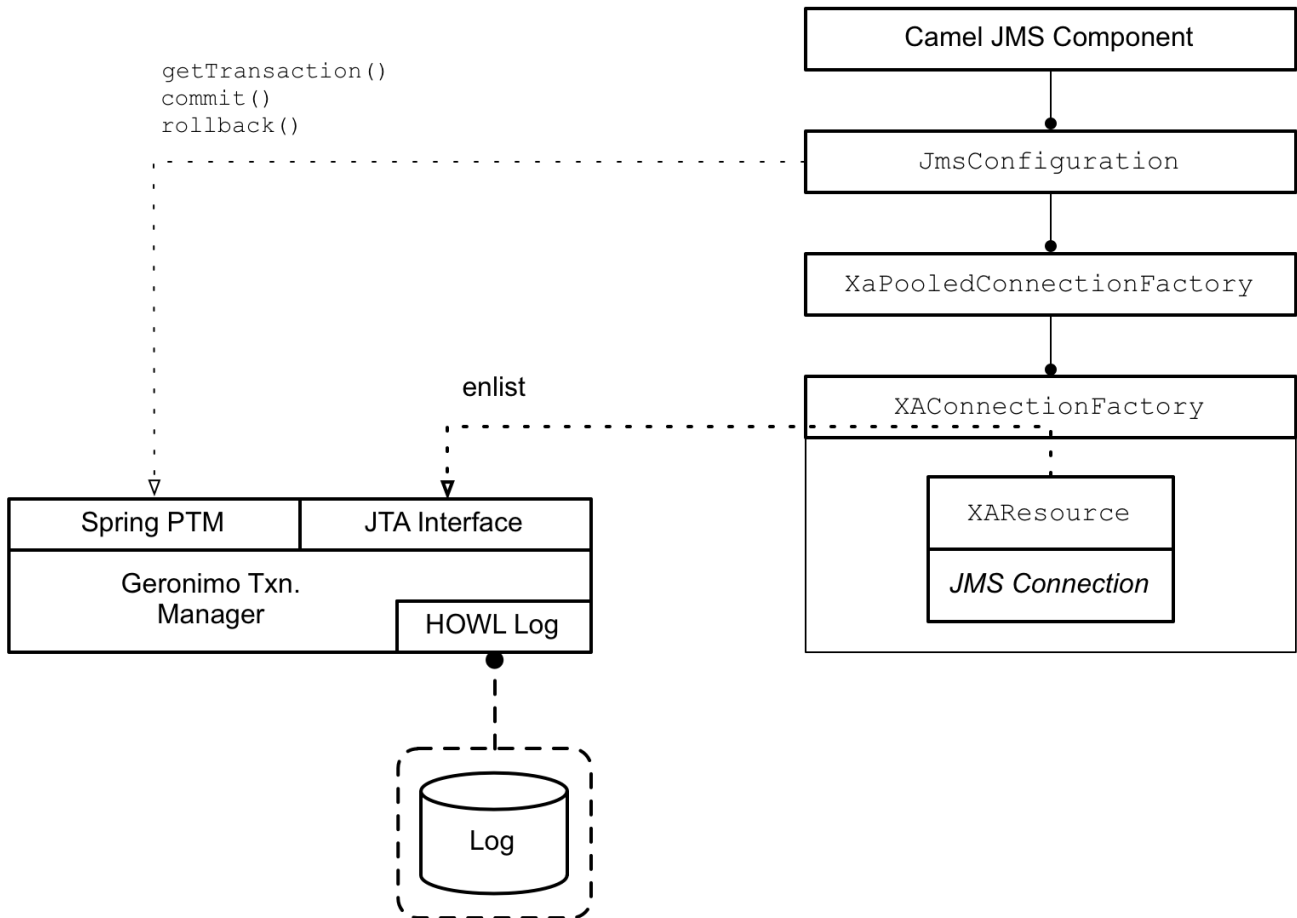 Camel JMS Component
getTransaction()
commit()
rollback()
JmsConfiguration
XaPooledConnectionFactory
enlist
XAConnectionFactory
XAResource
JMS Connection
Spring PTM
JTA Interface
Geronimo Txn.
Manager
HOWL Log
Log